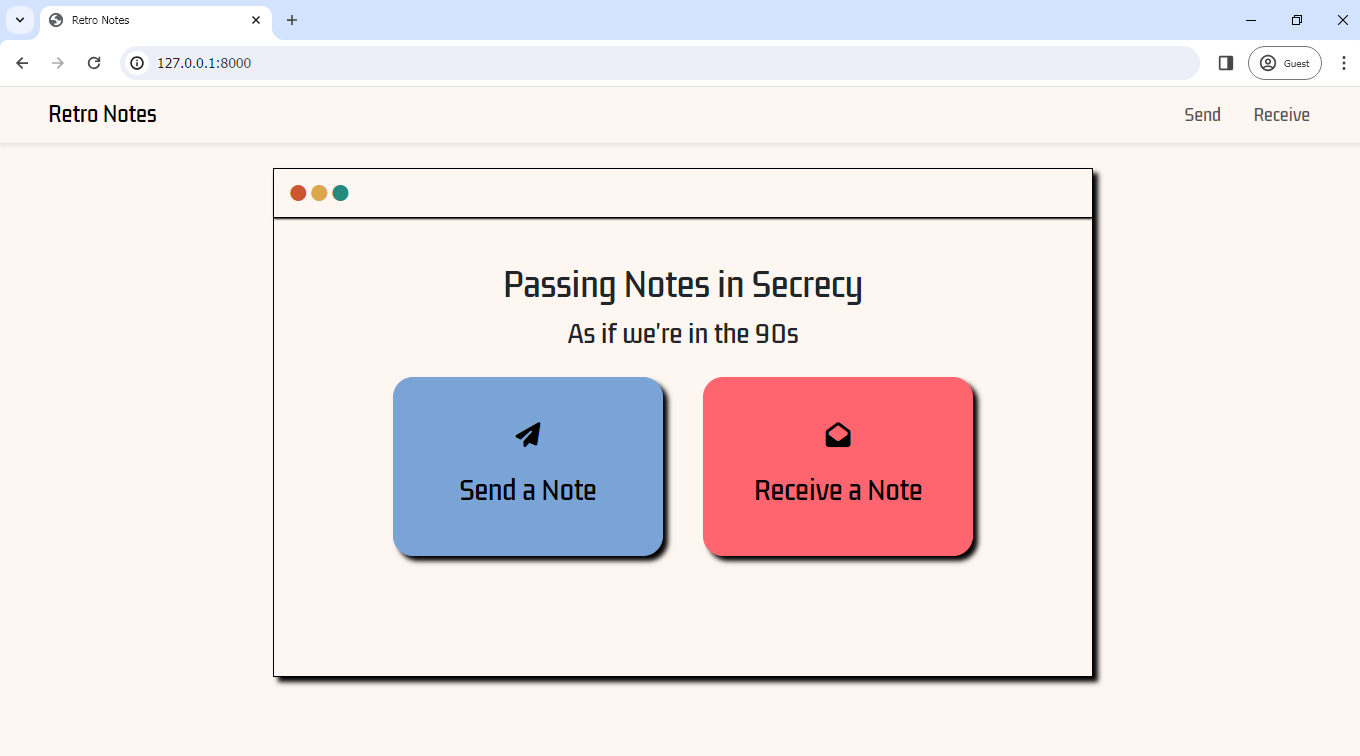 Retro Notes
127.0.0.1:8000
Guest
Retro Notes
Send
Receive
Passing Notes in Secrecy
As if we're in the 90s
Send a Note
Receive a Note